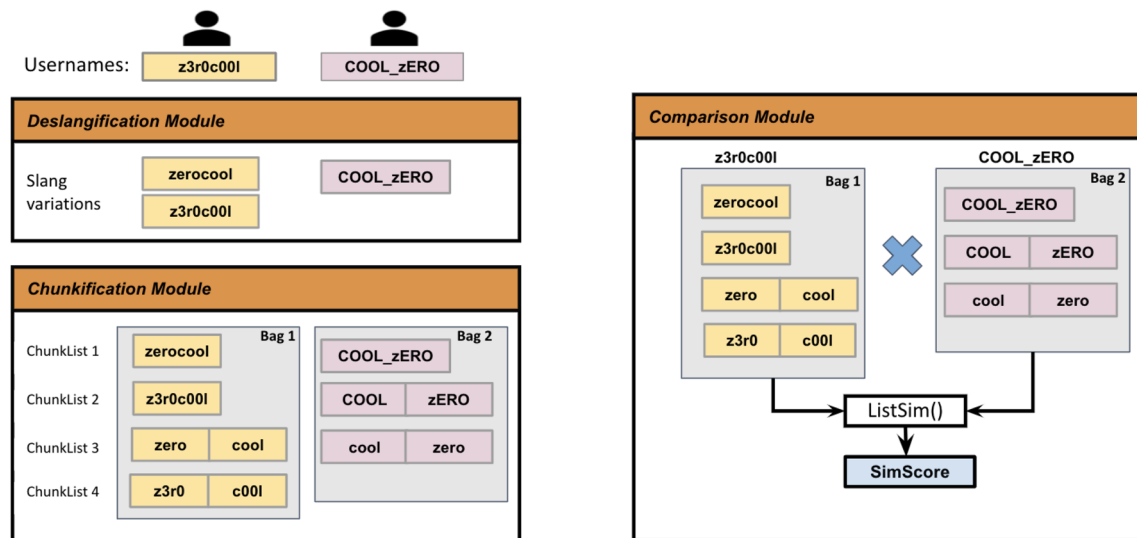 Usernames: z3r0c00l COOL_zERO
Deslangification Module
Slang variations
zerocool COOL_zERO
z3r0c00l
Chunkification Module
Bag 1 Bag 2
ChunkList 1 zerocool COOL_zERO
ChunkList 2 z3r0c00l COOL zERO
ChunkList 3 zero cool cool zero
ChunkList 4 z3r0 c00l
Comparison Module
z3r0c00l COOL_zERO
Bag 1 Bag 2
zerocool COOL_zERO
z3r0c00l COOL zERO
zero cool cool zero
z3r0 c00l
ListSim()
SimScore